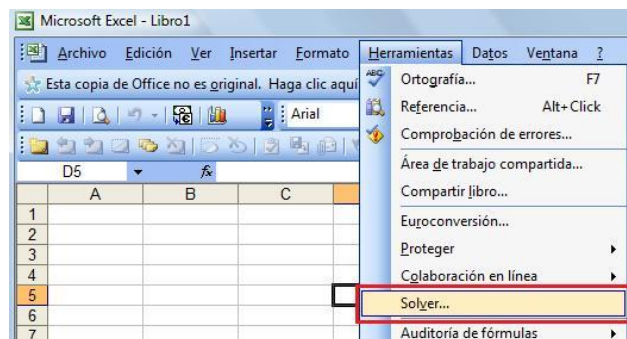 Microsoft Excel - Libro1
Archivo Edición Ver Insertar Formato Herramientas Datos Ventana ?
Esta copia de Office no es original. Haga clic aquí
Arial
D5 fx
A B C
1
2
3
4
5
6
7
ABC Ortografía... F7
Referencia... Alt+Click
Comprobación de errores...
Área de trabajo compartida...
Compartir libro...
Euroconversión...
Proteger
Colaboración en línea
Solver...
Auditoría de fórmulas